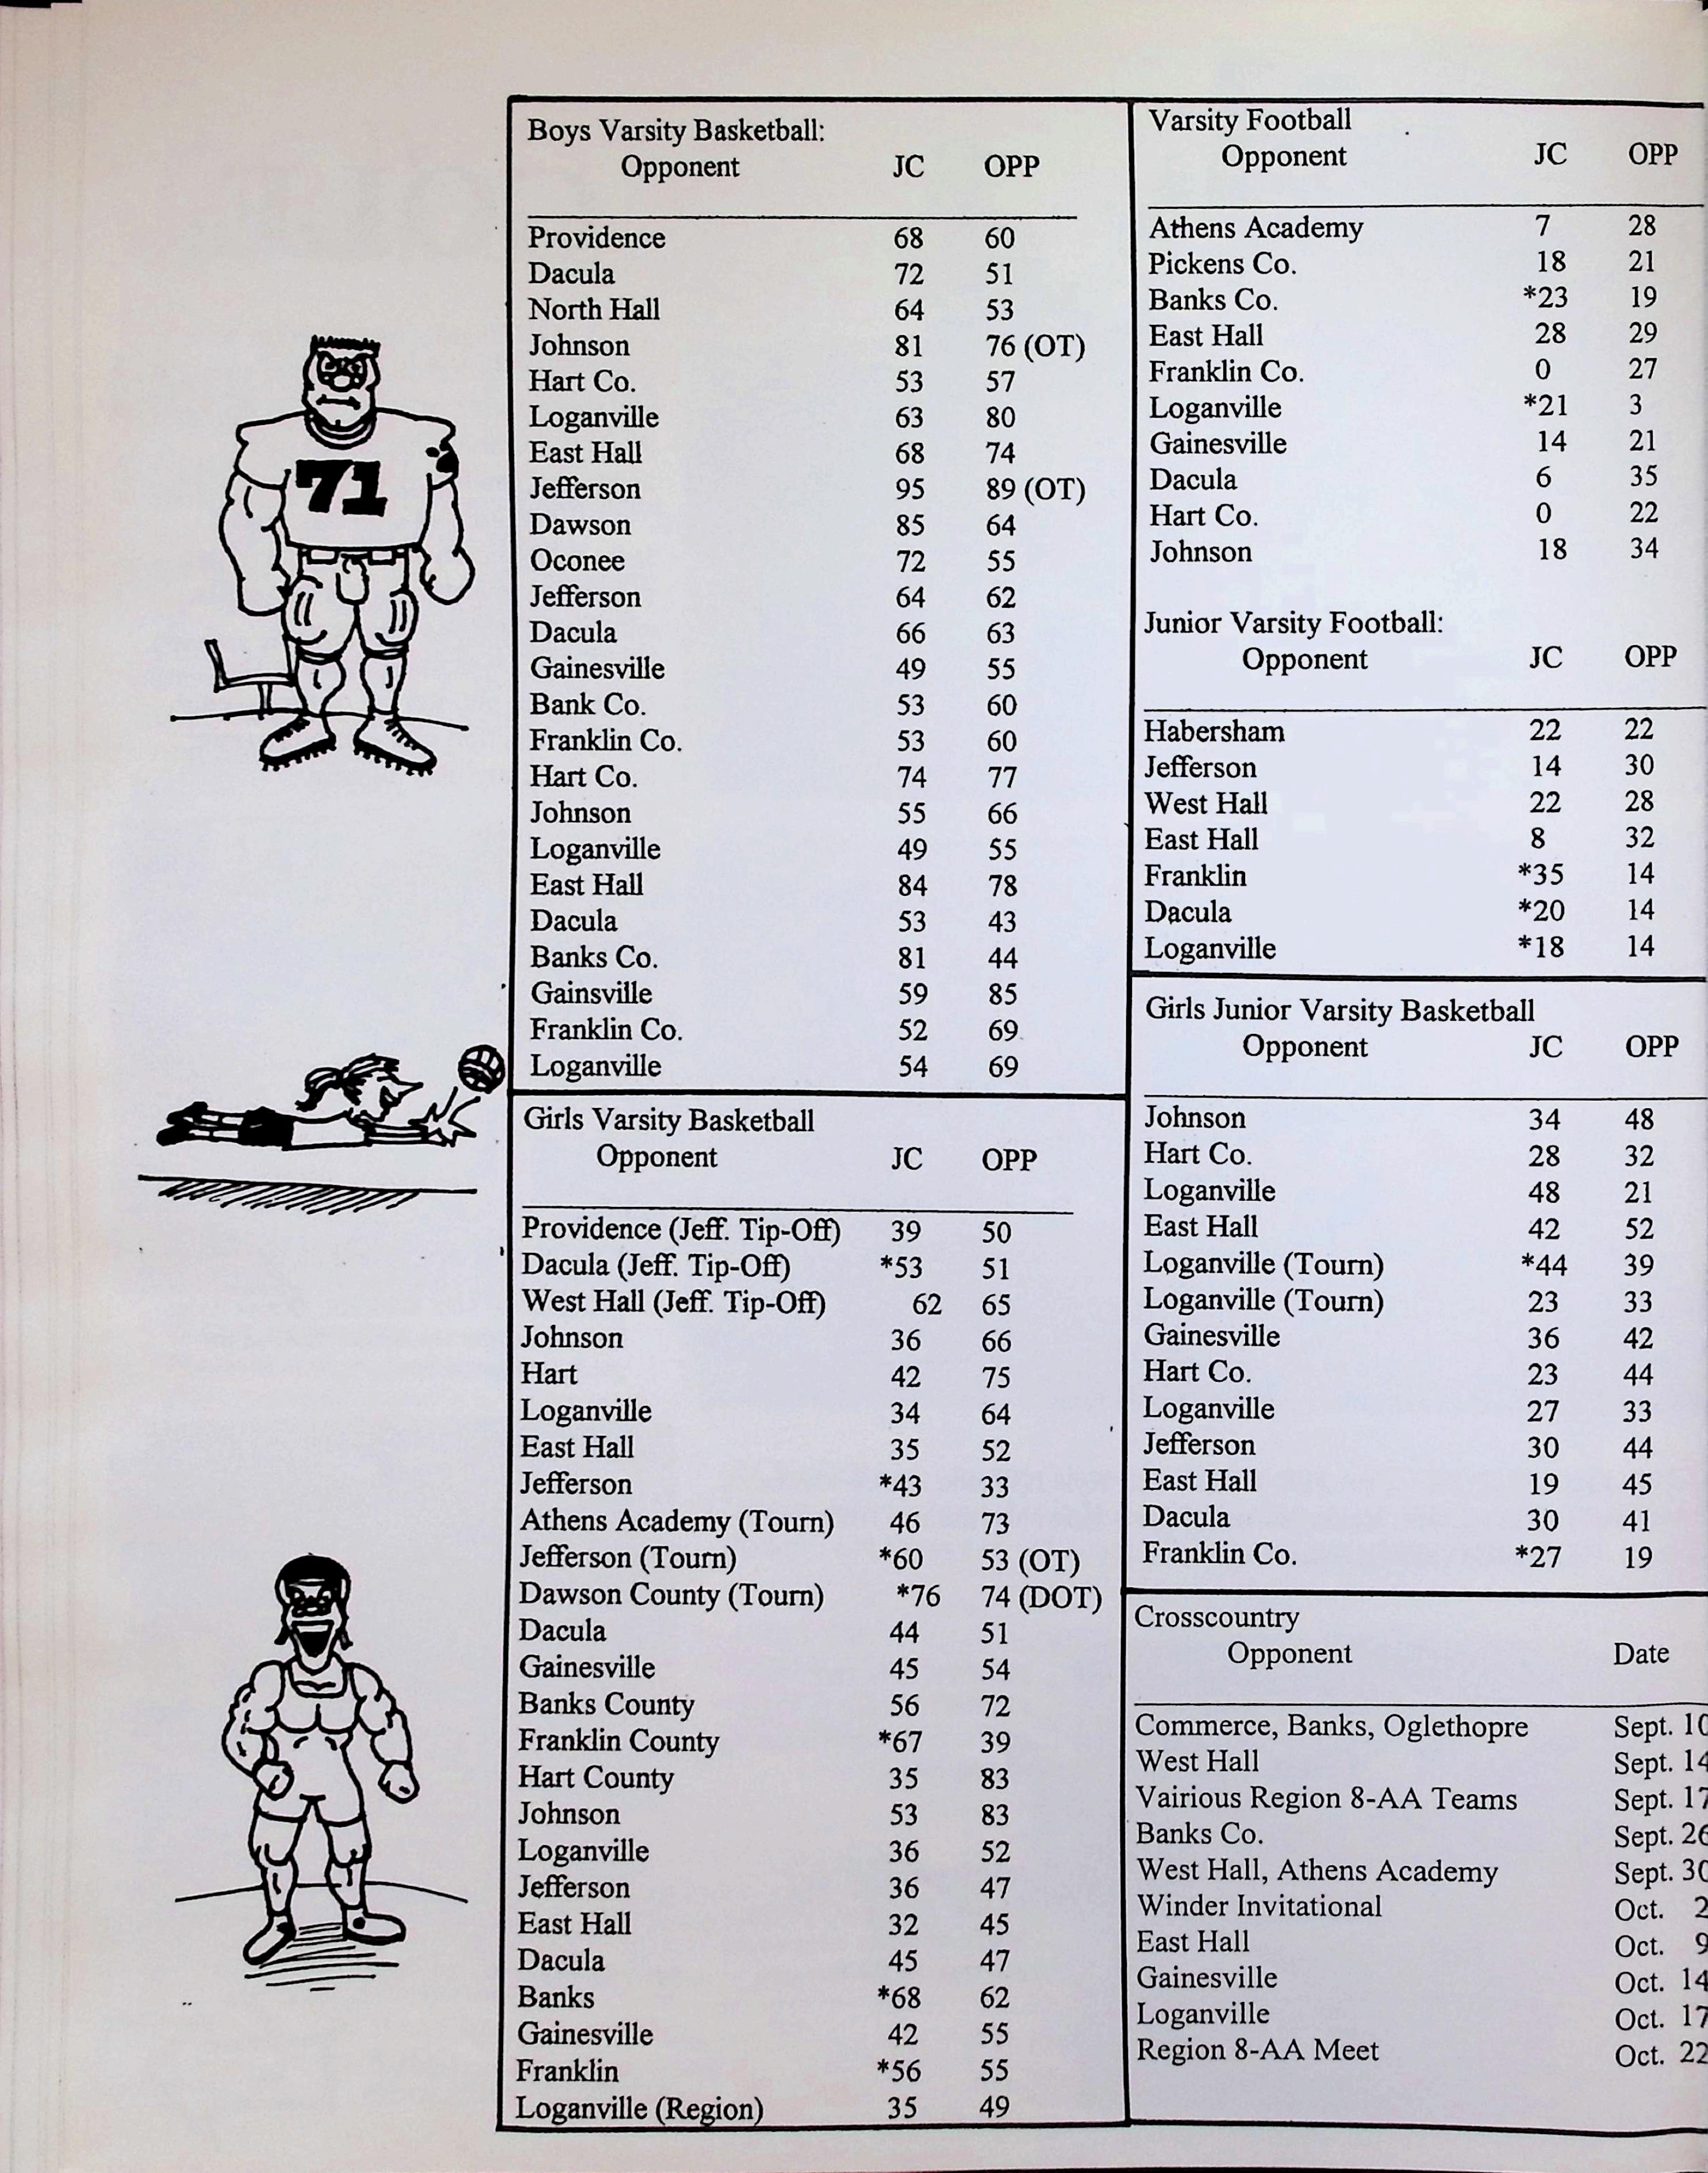 Boys Varsity Basketball:
Opponent JC OPP
Providence 68 60
Dacula 72 51
North Hall 64 53
Johnson 81 76 (OT)
Hart Co. 53 57
Loganville 63 80
East Hall 68 74
Jefferson 95 89 (OT)
Dawson 85 64
Oconee 72 55
Jefferson 64 62
Dacula 66 63
Gainesville 49 55
Bank Co. 53 60
Franklin Co. 53 60
Hart Co. 74 77
Johnson 55 66
Loganville 49 55
East Hall 84 78
Dacula 53 43
Banks Co. 81 44
Gainsville 59 85
Franklin Co. 52 69
Loganville 54 69
Girls Varsity Basketball
Opponent JC OPP
Providence (Jeff. Tip-Off) 39 50
Dacula (Jeff. Tip-Off) *53 51
West Hall (Jeff. Tip-Off) 62 65
Johnson 36 66
Hart 42 75
Loganville 34 64
East Hall 35 52
Jefferson *43 33
Athens Academy (Tourn) 46 73
Jefferson (Tourn) *60 53 (OT)
Dawson County (Tourn) *76 74 (DOT)
Dacula 44 51
Gainesville 45 54
Banks County 56 72
Franklin County *67 39
Hart County 35 83
Johnson 53 83
Loganville 36 52
Jefferson 36 47
East Hall 32 45
Dacula 45 47
Banks *68 62
Gainesville 42 55
Franklin *56 55
Loganville (Region) 35 49
Varsity Football
Opponent JC OPP
Athens Academy 7 28
Pickens Co. 18 21
Banks Co. *23 19
East Hall 28 29
Franklin Co. 0 27
Loganville *21 3
Gainesville 14 21
Dacula 6 35
Hart Co. 0 22
Johnson 18 34
Junior Varsity Football:
Opponent JC OPP
Habersham 22 22
Jefferson 14 30
West Hall 22 28
East Hall 8 32
Franklin *35 14
Dacula *20 14
Loganville *18 14
Girls Junior Varsity Basketball
Opponent JC OPP
Johnson 34 48
Hart Co. 28 32
Loganville 48 21
East Hall 42 52
Loganville (Tourn) *44 39
Loganville (Tourn) 23 33
Gainesville 36 42
Hart Co. 23 44
Loganville 27 33
Jefferson 30 44
East Hall 19 45
Dacula 30 41
Franklin Co. *27 19
Crosscountry
Opponent Date
Commerce, Banks, Oglethopre Sept. 10
West Hall Sept. 14
Vairious Region 8-AA Teams Sept. 17
Banks Co. Sept. 26
West Hall, Athens Academy Sept. 30
Winder Invitational Oct. 2
East Hall Oct. 9
Gainesville Oct. 14
Loganville Oct. 17
Region 8-AA Meet Oct. 22
71